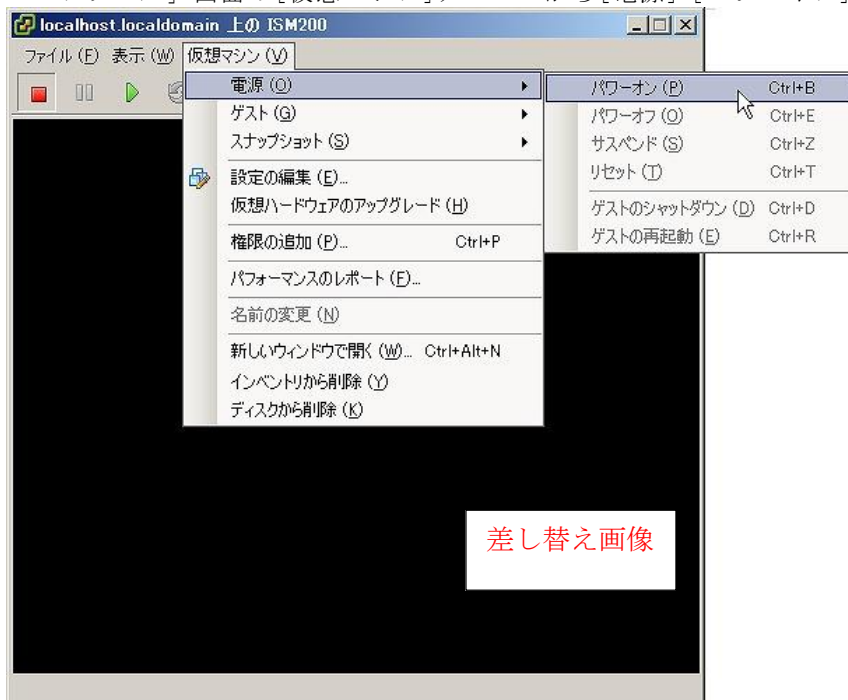 localhost.localdomain 上の ISM200
ファイル (F) 表示 (W) 仮想マシン (V)
電源 (O)
ゲスト (G)
スナップショット (S)
設定の編集 (E)...
仮想ハードウェアのアップグレード (H)
権限の追加 (P)... Ctrl+P
パフォーマンスのレポート (F)...
名前の変更 (N)
新しいウィンドウで開く (W)... Ctrl+Alt+N
インベントリから削除 (Y)
ディスクから削除 (K)
パワーオン (P) Ctrl+B
パワーオフ (O) Ctrl+E
サスペンド (S) Ctrl+Z
リセット (T) Ctrl+T
ゲストのシャットダウン (D) Ctrl+D
ゲストの再起動 (E) Ctrl+R
差し替え画像